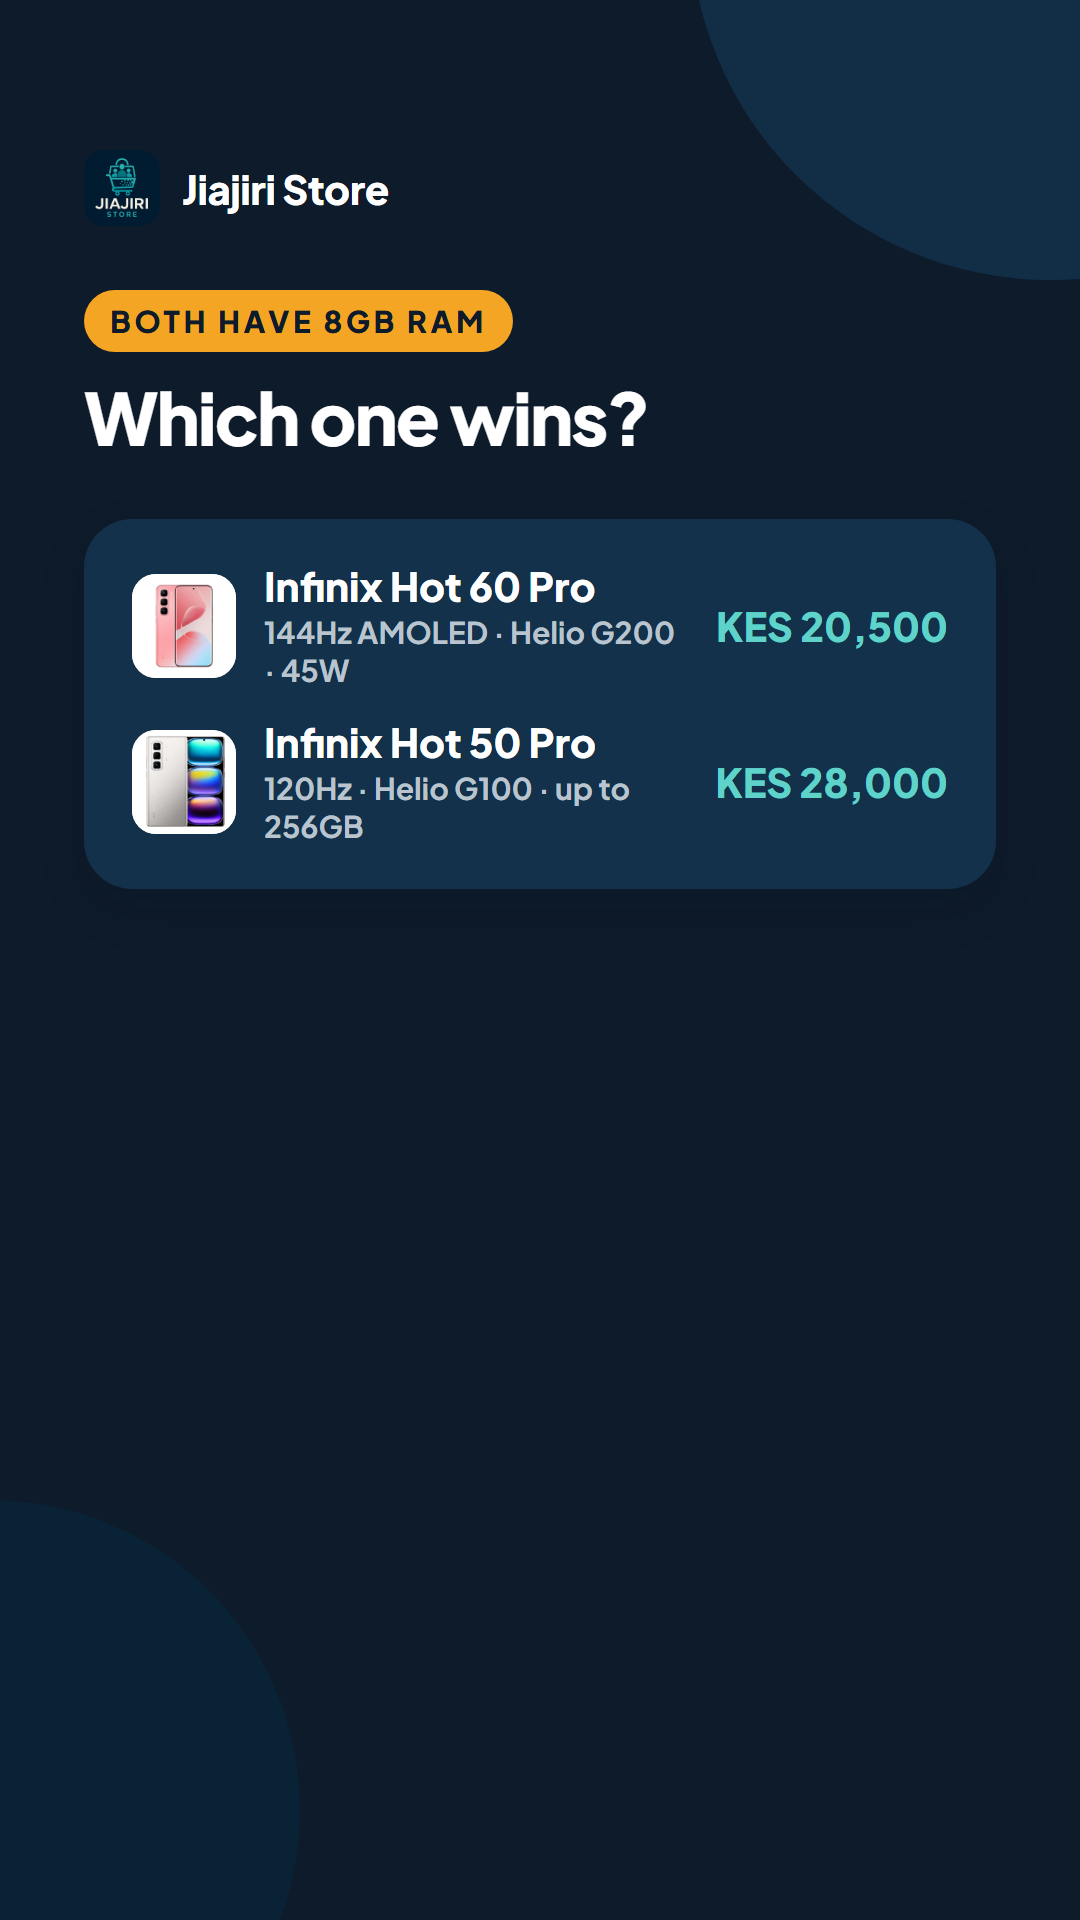 JIAJIRI
STORE
Jiajiri Store
BOTH HAVE 8GB RAM
Which one wins?
Infinix Hot 60 Pro
144Hz AMOLED · Helio G200
· 45W
KES 20,500
Infinix Hot 50 Pro
120Hz · Helio G100 · up to
256GB
KES 28,000